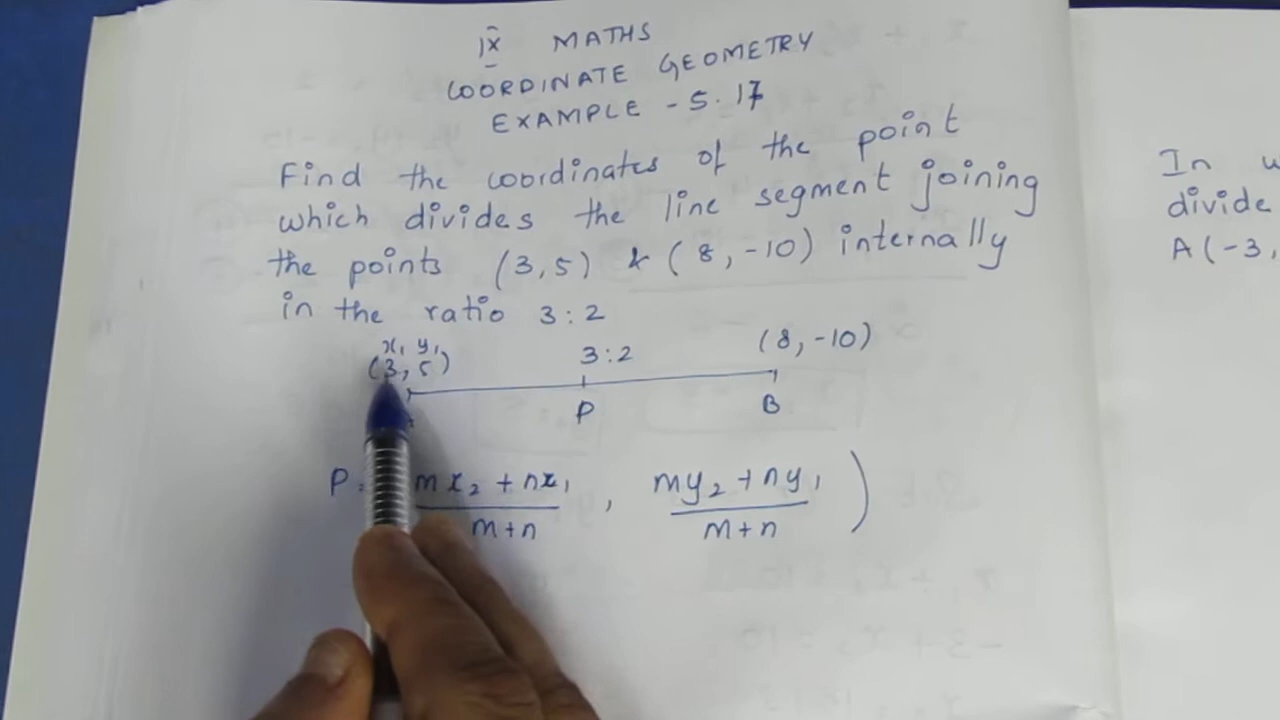 IX MATHS
COORDINATE GEOMETRY
EXAMPLE - 5.17
Find the coordinates of the point
which divides the line segment joining
the points (3,5) & (8,-10) internally
in the ratio 3:2
x₁ y₁
(3, 5) 3:2 (8,-10)
P B
P mx₂ + nx₁ , my₂ + ny₁ )
m+n m+n
In
divide
A(-3,